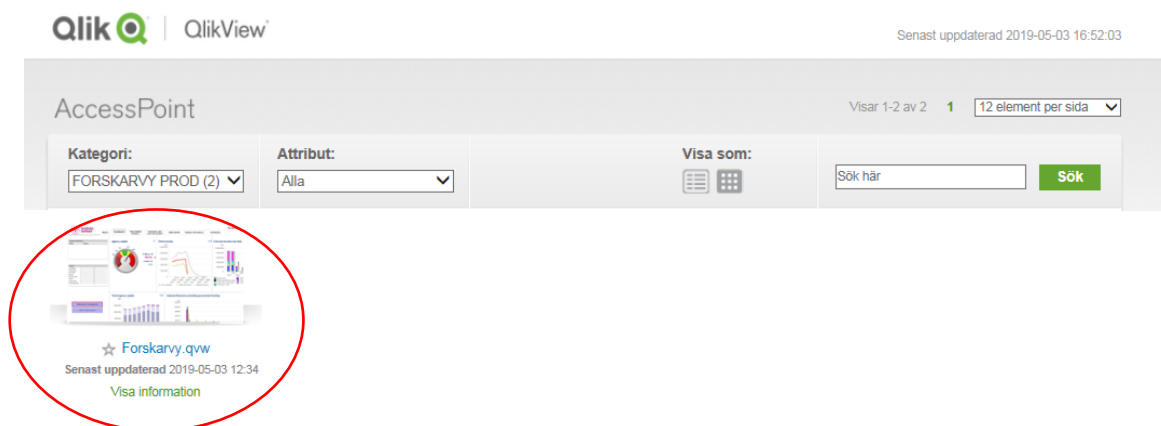 Qlik Q QlikView
Senast uppdaterad 2019-05-03 16:52:03
AccessPoint
Visar 1-2 av 2 1 12 element per sida
Kategori: Attribut: Visa som:
FORSKARVY PROD (2) Alla Sök här Sök
Forskarvy.qvw
Senast uppdaterad 2019-05-03 12:34
Visa information